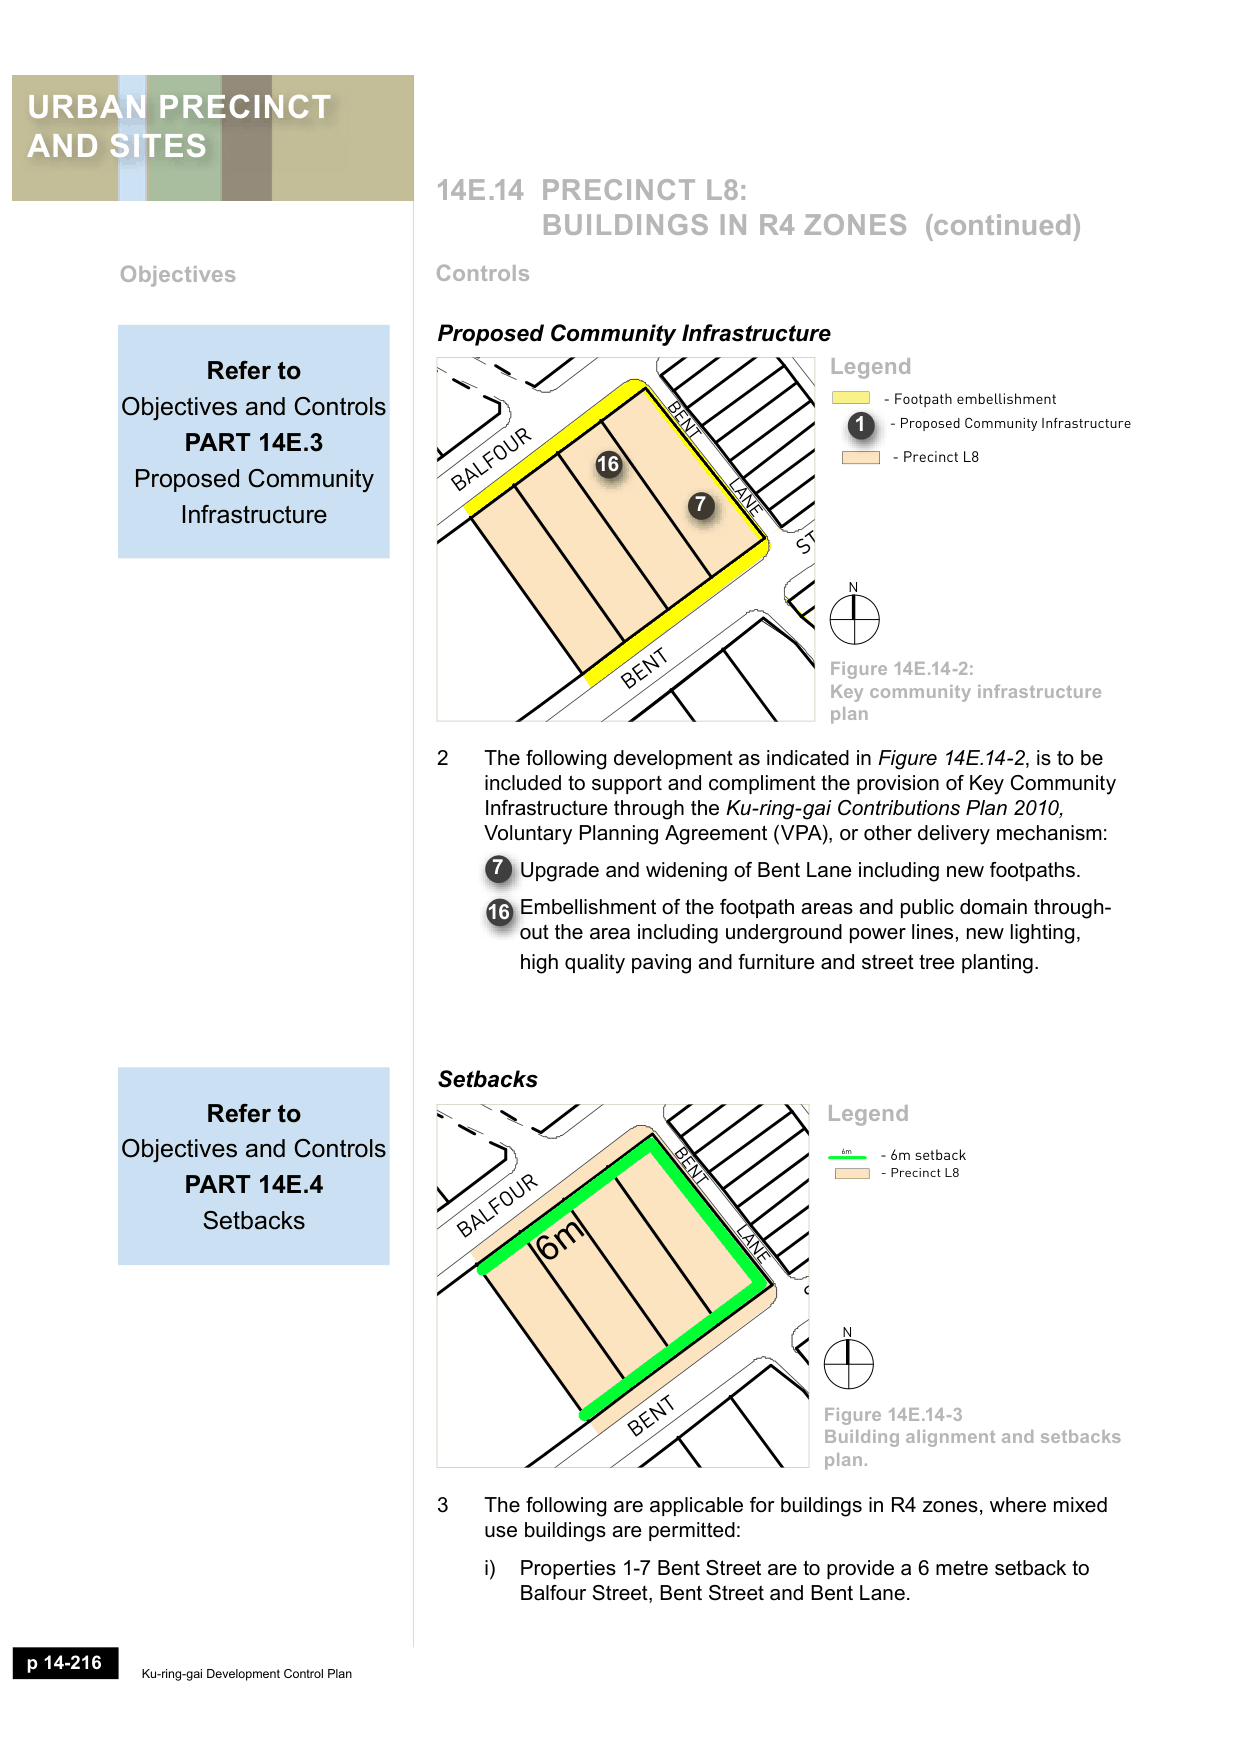 URBAN PRECINCT
AND SITES
14E.14 PRECINCT L8:
BUILDINGS IN R4 ZONES (continued)
Objectives
Controls
Refer to
Objectives and Controls
PART 14E.3
Proposed Community
Infrastructure
Proposed Community Infrastructure
BALFOUR
BENT
LANE
16
7
ST
BENT
Legend
- Footpath embellishment
1 - Proposed Community Infrastructure
- Precinct L8
N
Figure 14E.14-2:
Key community infrastructure
plan
2 The following development as indicated in Figure 14E.14-2, is to be
included to support and compliment the provision of Key Community
Infrastructure through the Ku-ring-gai Contributions Plan 2010,
Voluntary Planning Agreement (VPA), or other delivery mechanism:
7 Upgrade and widening of Bent Lane including new footpaths.
16 Embellishment of the footpath areas and public domain through-
out the area including underground power lines, new lighting,
high quality paving and furniture and street tree planting.
Refer to
Objectives and Controls
PART 14E.4
Setbacks
Setbacks
BALFOUR
BENT
LANE
6m
BENT
Legend
6m - 6m setback
- Precinct L8
N
Figure 14E.14-3
Building alignment and setbacks
plan.
3 The following are applicable for buildings in R4 zones, where mixed
use buildings are permitted:
i) Properties 1-7 Bent Street are to provide a 6 metre setback to
Balfour Street, Bent Street and Bent Lane.
p 14-216
Ku-ring-gai Development Control Plan